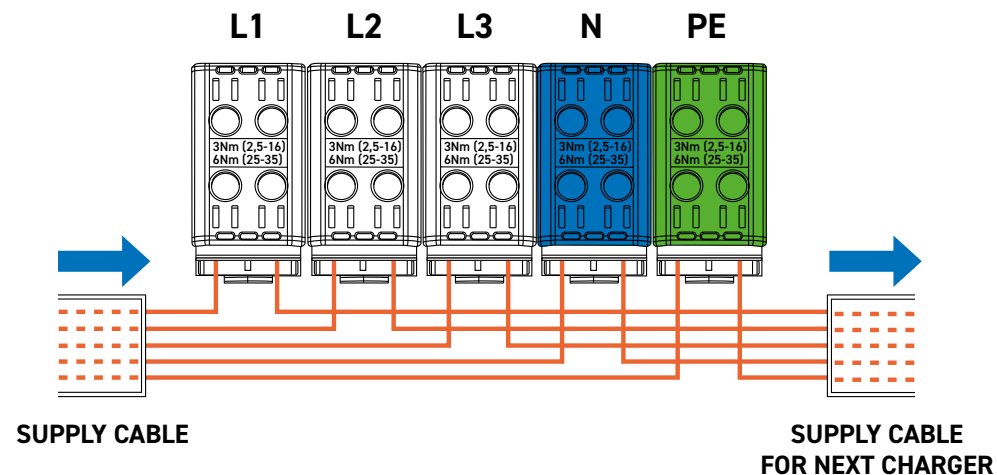 L1 L2 L3 N PE
3Nm (2,5-16) 3Nm (2,5-16) 3Nm (2,5-16) 3Nm (2,5-16) 3Nm (2,5-16)
6Nm (25-35) 6Nm (25-35) 6Nm (25-35) 6Nm (25-35) 6Nm (25-35)
SUPPLY CABLE
SUPPLY CABLE
FOR NEXT CHARGER